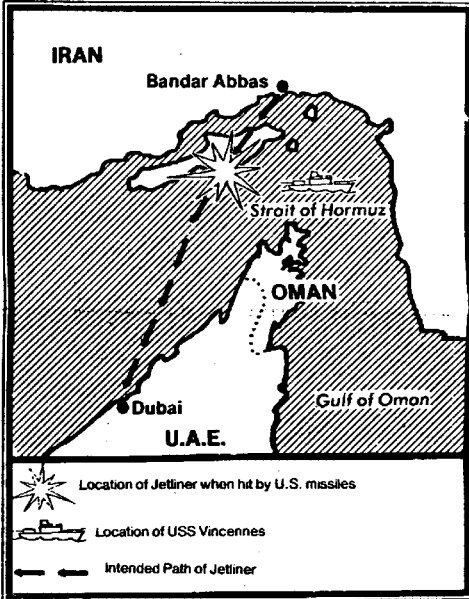 IRAN
Bandar Abbas
Strait of Hormuz
OMAN
Gulf of Oman
Dubai
U.A.E.
Location of Jetliner when hit by U.S. missiles
Location of USS Vincennes
Intended Path of Jetliner